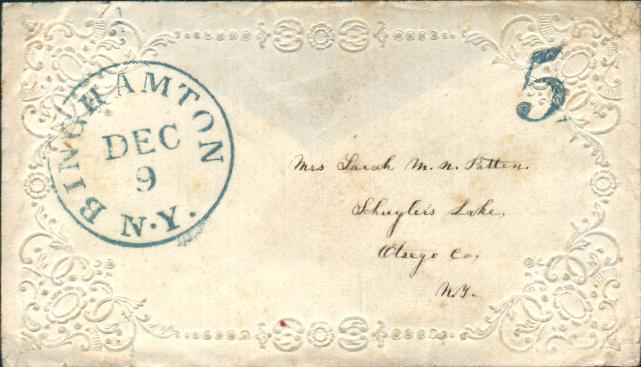 BINGHAMTON
DEC
9
N.Y.
5
Mrs Sarah M. N. Patten.
Schuyler's Lake,
Otsego Co,
N.Y.